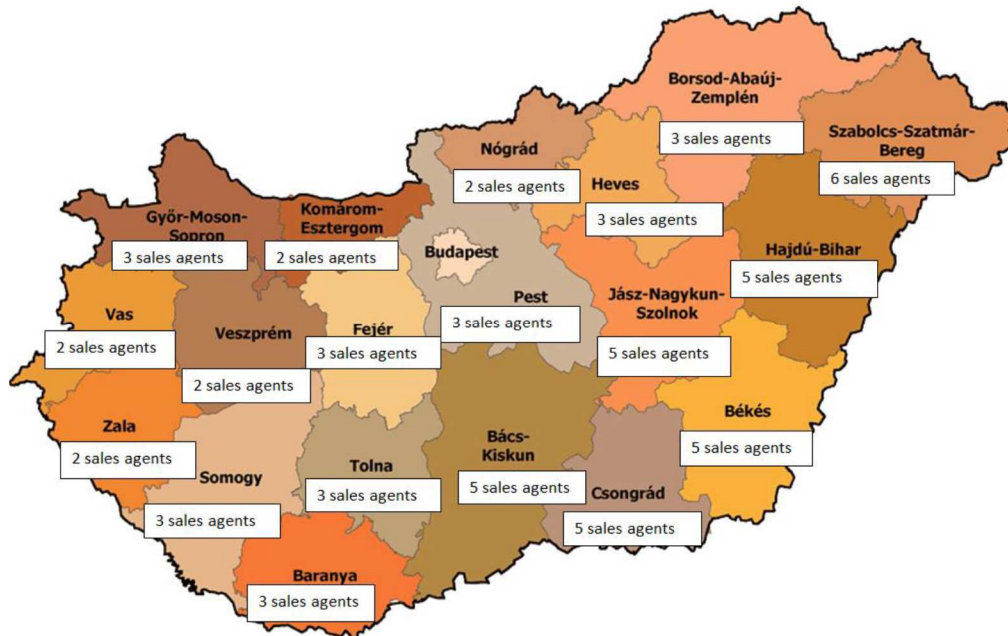 Borsod-Abaúj-
Zemplén
3 sales agents
Szabolcs-Szatmár-
Bereg
6 sales agents
Nógrád
2 sales agents
Heves
3 sales agents
Győr-Moson-
Sopron
3 sales agents
Komárom-
Esztergom
2 sales agents
Budapest
Pest
3 sales agents
Hajdú-Bihar
5 sales agents
Jász-Nagykun-
Szolnok
5 sales agents
Vas
2 sales agents
Veszprém
2 sales agents
Fejér
3 sales agents
Zala
2 sales agents
Somogy
3 sales agents
Tolna
3 sales agents
Bács-
Kiskun
5 sales agents
Csongrád
5 sales agents
Békés
5 sales agents
Baranya
3 sales agents